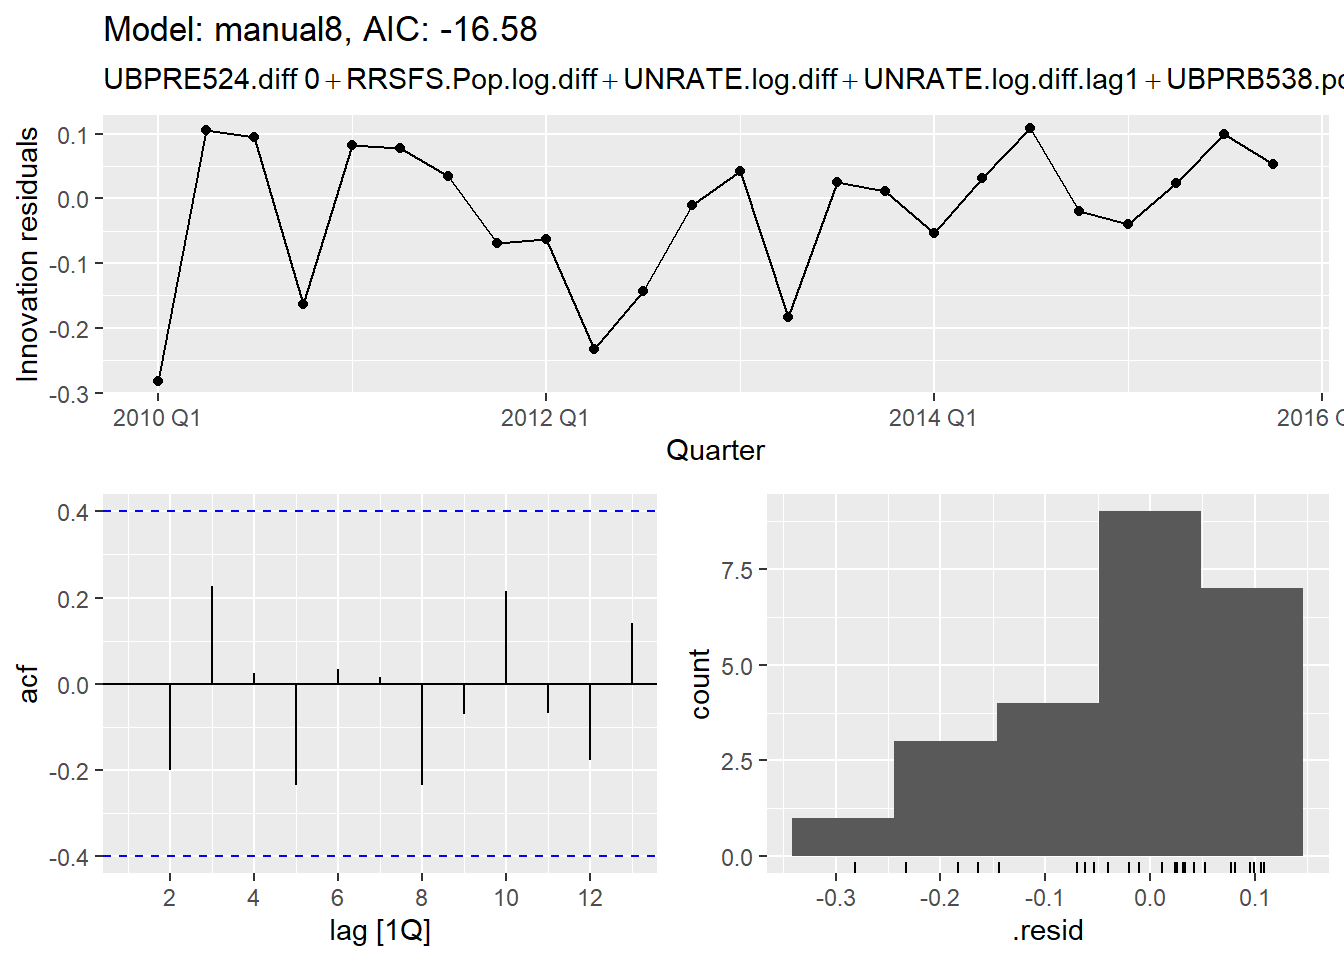 Model: manual8, AIC: -16.58
UBPRE524.diff 0 + RRSFS.Pop.log.diff + UNRATE.log.diff + UNRATE.log.diff.lag1 + UBPRB538.po
Innovation residuals
0.1
0.0
-0.1
-0.2
-0.3
2010 Q1 2012 Q1 2014 Q1 2016 Q
Quarter
acf
0.4
0.2
0.0
-0.2
-0.4
2 4 6 8 10 12
lag [1Q]
count
7.5
5.0
2.5
0.0
-0.3 -0.2 -0.1 0.0 0.1
.resid